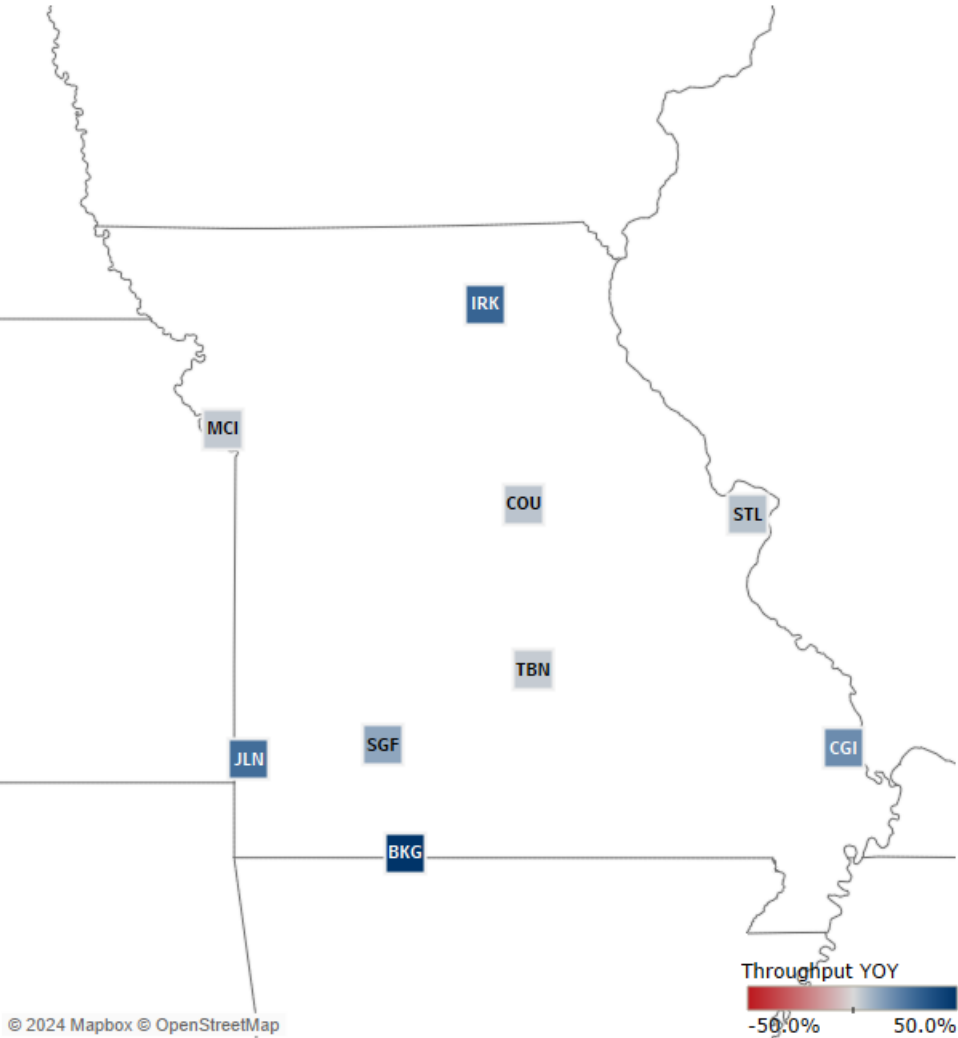 IRK
MCI
COU
STL
TBN
SGF
CGI
JLN
BKG
Throughput YOY
-50.0% 50.0%
© 2024 Mapbox © OpenStreetMap